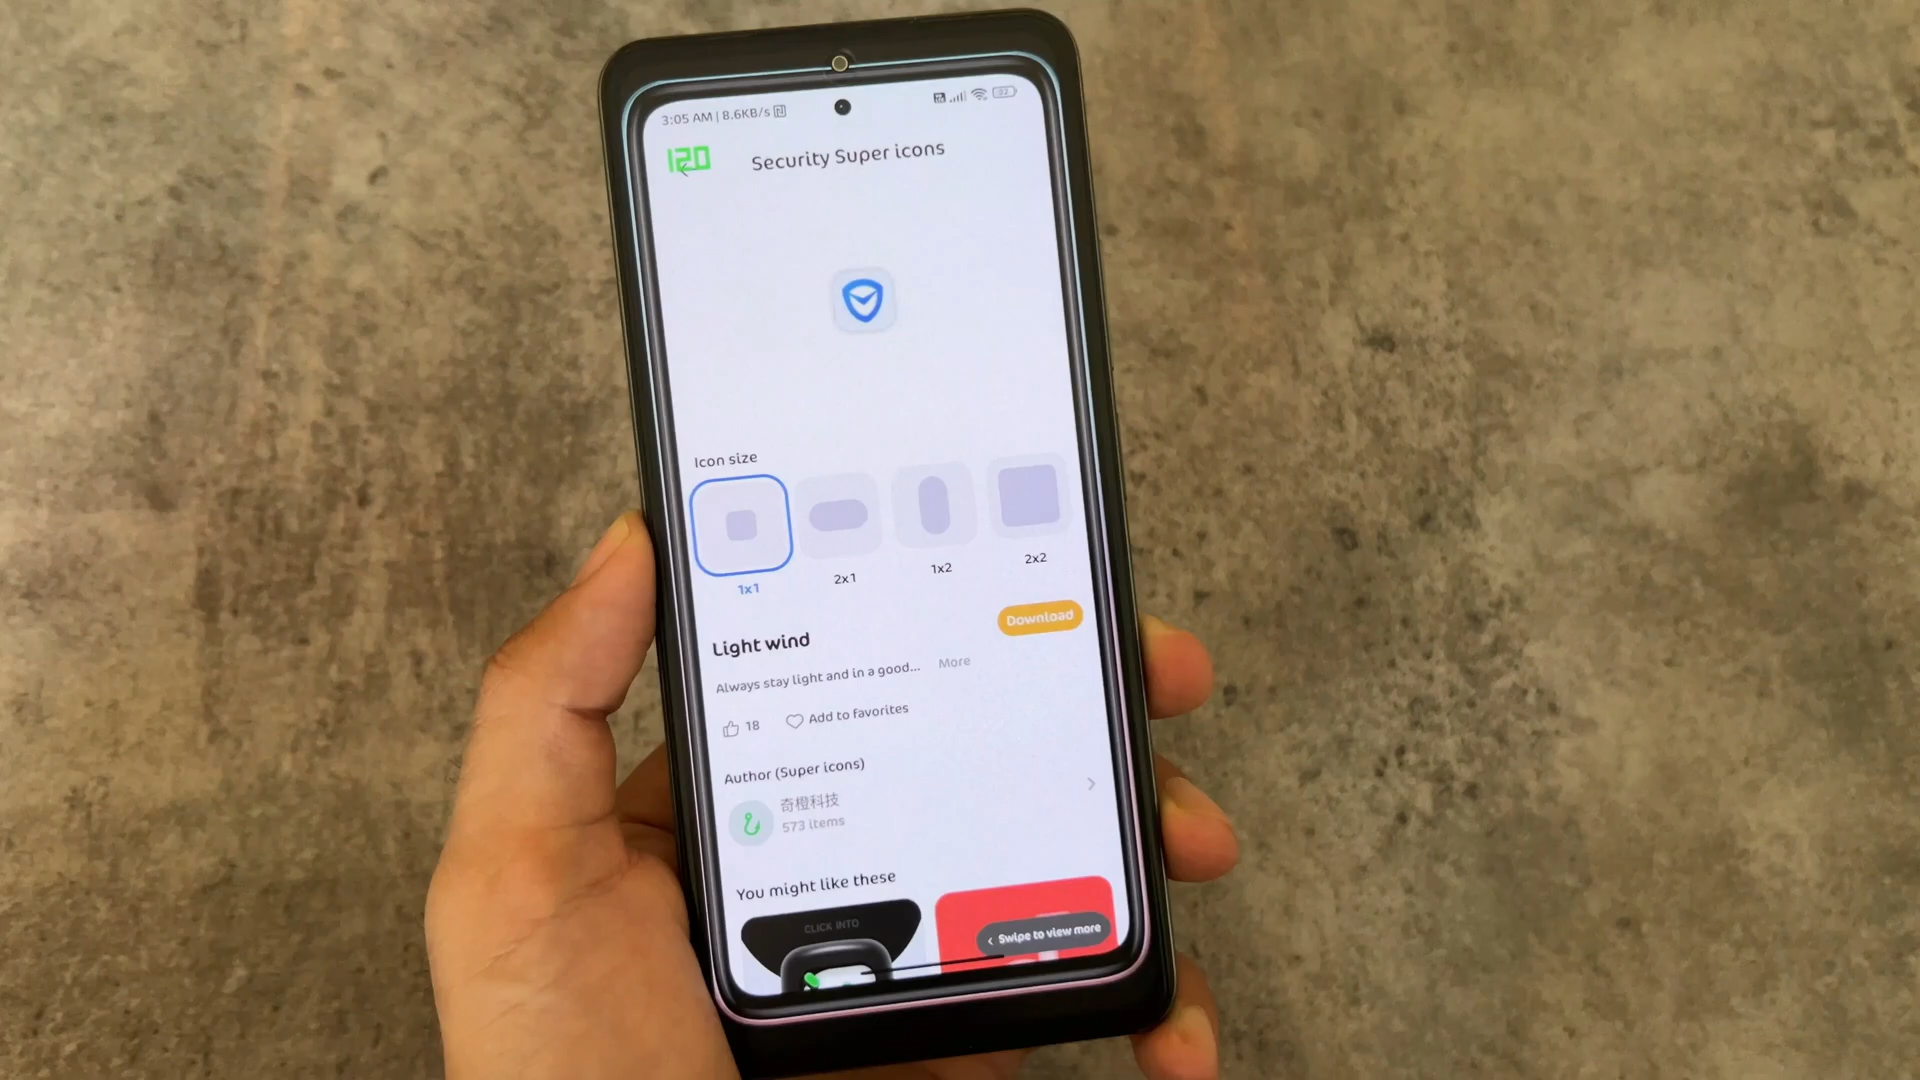 3:05 AM | 8.6KB/s
32
120
Security Super icons
Icon size
1x1
2x1
1x2
2x2
Light wind
Download
Always stay light and in a good... More
18
Add to favorites
Author (Super icons)
奇橙科技
573 items
You might like these
CLICK INTO
Swipe to view more